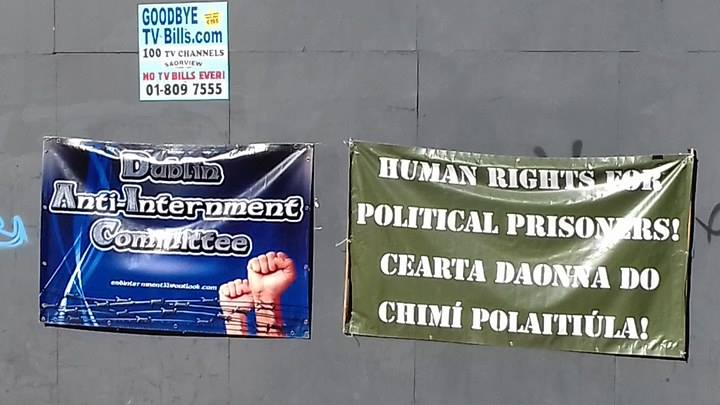 GOODBYE
TV Bills.com
100 TV CHANNELS
SAORVIEW
NO TV BILLS EVER!
01-809 7555
Dublin
Anti-Internment
Committee
HUMAN RIGHTS FOR
POLITICAL PRISONERS!
CEARTA DAONNA DO
CHIMÍ POLAITIÚLA!